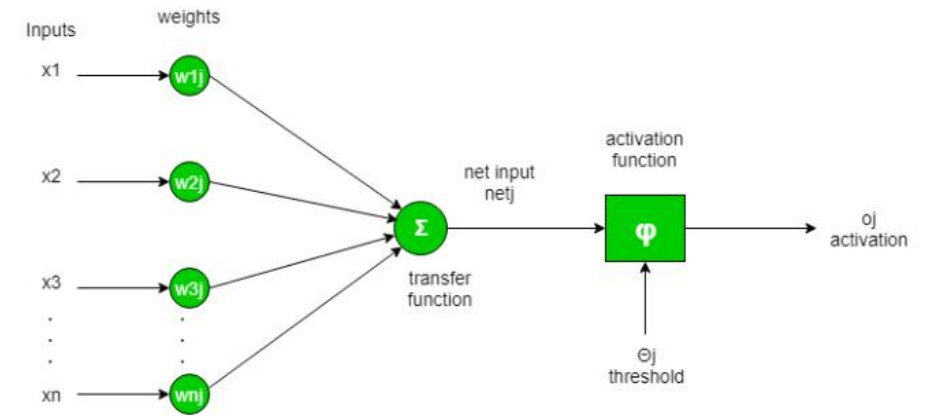 Inputs
weights
x1
w1j
x2
w2j
x3
w3j
xn
wnj
Σ
transfer
function
net input
netj
activation
function
φ
oj
activation
Θj
threshold